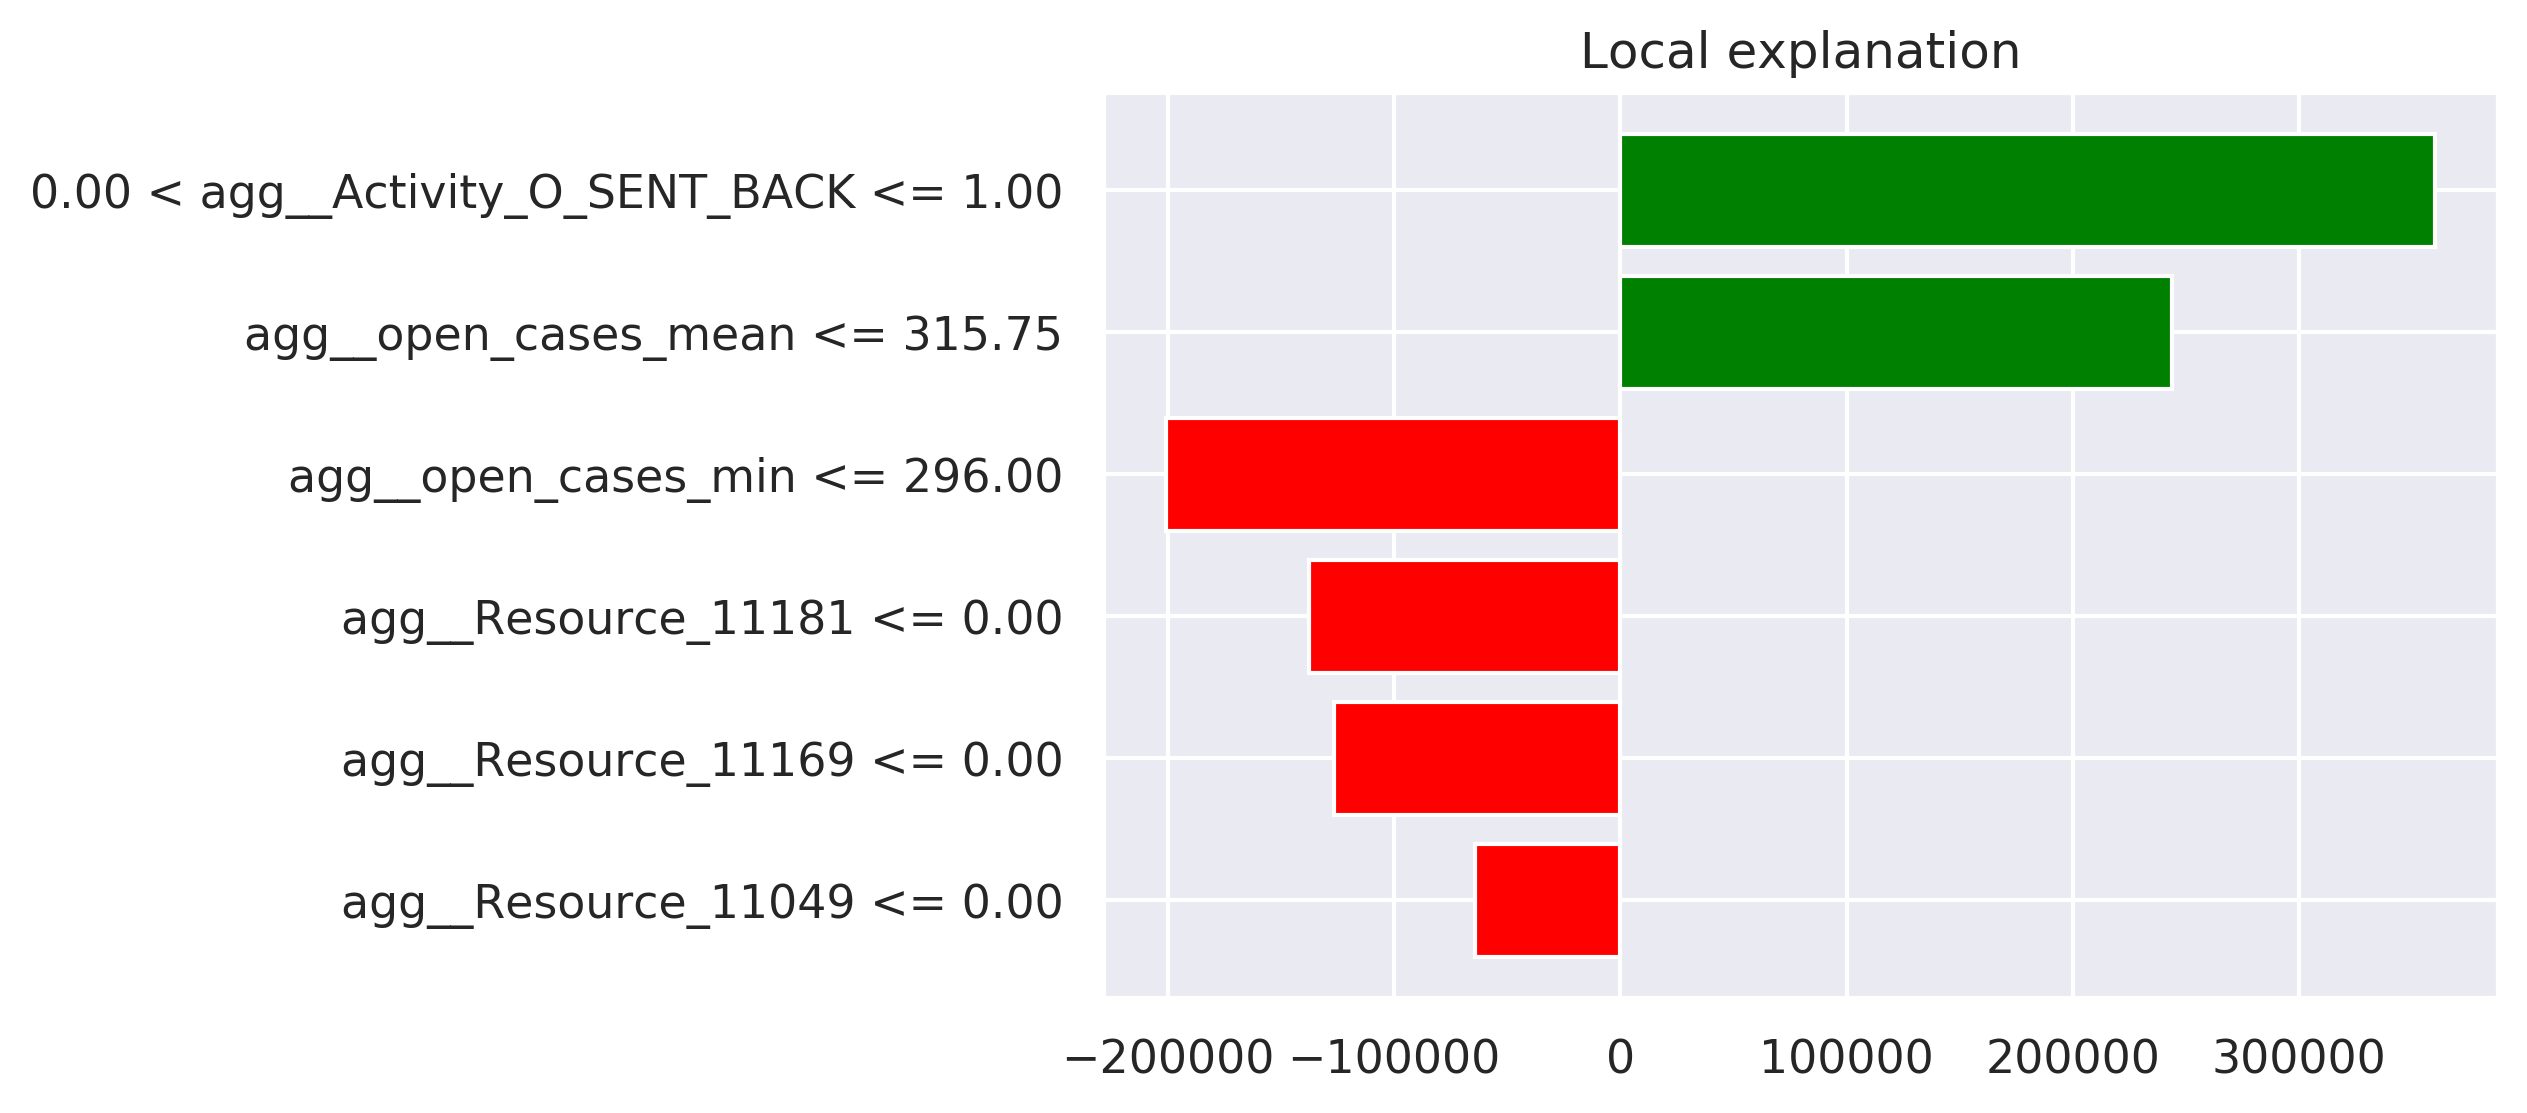 Local explanation
0.00 < agg__Activity_O_SENT_BACK <= 1.00
agg__open_cases_mean <= 315.75
agg__open_cases_min <= 296.00
agg__Resource_11181 <= 0.00
agg__Resource_11169 <= 0.00
agg__Resource_11049 <= 0.00
−200000 −100000 0 100000 200000 300000